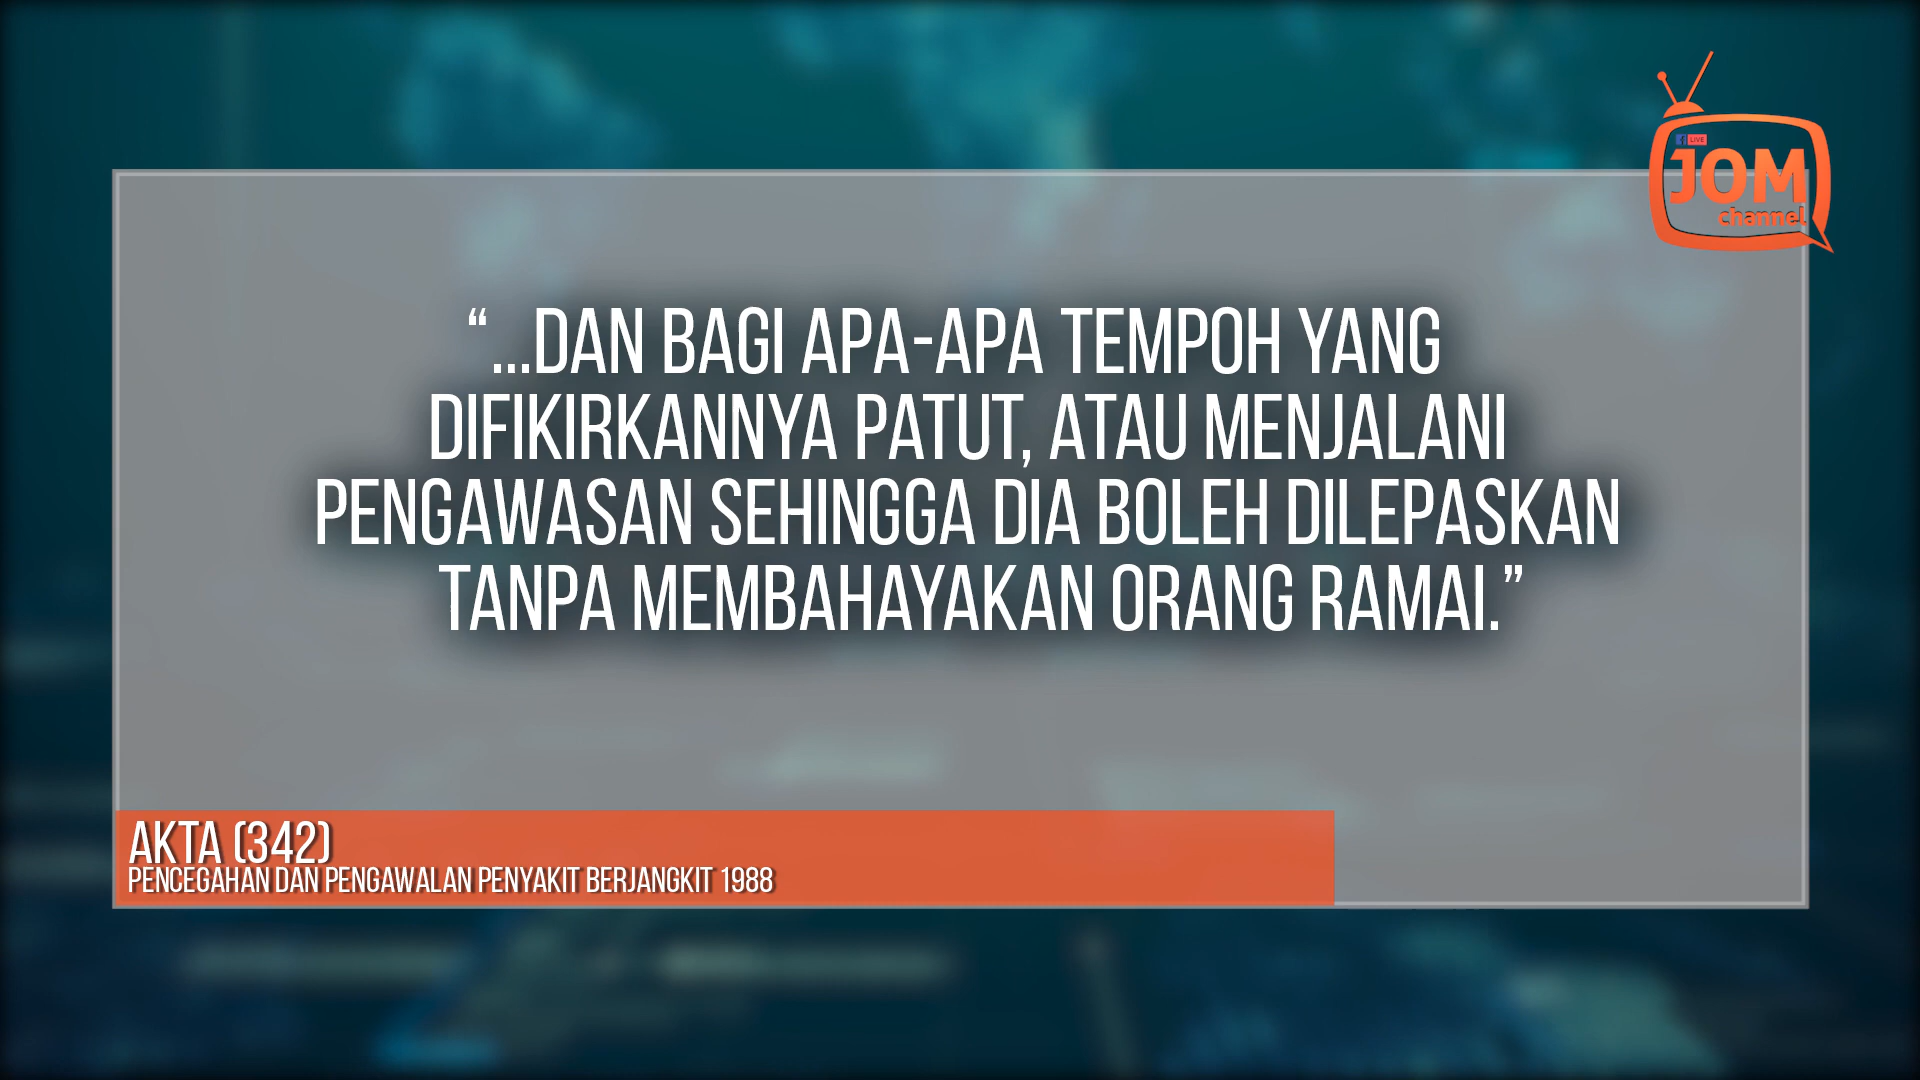 LIVE
JOM
channel
“...DAN BAGI APA-APA TEMPOH YANG
DIFIKIRKANNYA PATUT, ATAU MENJALANI
PENGAWASAN SEHINGGA DIA BOLEH DILEPASKAN
TANPA MEMBAHAYAKAN ORANG RAMAI.”
AKTA (342)
PENCEGAHAN DAN PENGAWALAN PENYAKIT BERJANGKIT 1988